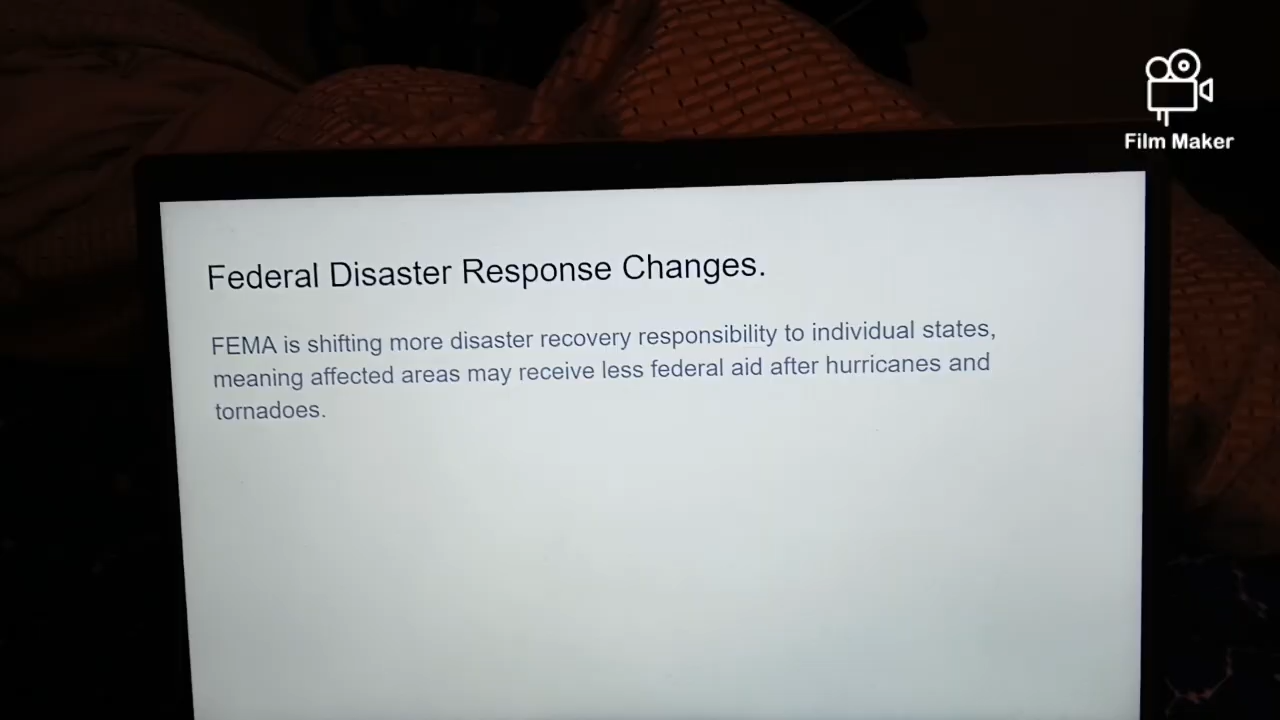 Film Maker
Federal Disaster Response Changes.
FEMA is shifting more disaster recovery responsibility to individual states,
meaning affected areas may receive less federal aid after hurricanes and
tornadoes.